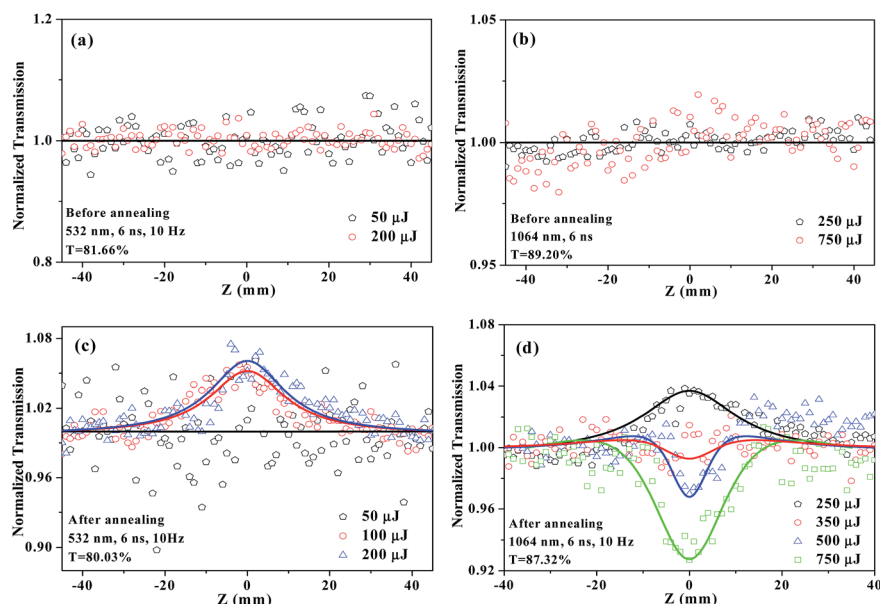 (a)
Normalized Transmission
1.2
1.0
0.8
Before annealing
532 nm, 6 ns, 10 Hz
T=81.66%
50 μJ
200 μJ
-40 -20 0 20 40
Z (mm)
(b)
Normalized Transmission
1.05
1.00
0.95
Before annealing
1064 nm, 6 ns
T=89.20%
250 μJ
750 μJ
-40 -20 0 20 40
Z (mm)
(c)
Normalized Transmission
1.08
1.02
0.96
0.90
After annealing
532 nm, 6 ns, 10Hz
T=80.03%
50 μJ
100 μJ
200 μJ
-40 -20 0 20 40
Z (mm)
(d)
Normalized Transmission
1.08
1.04
1.00
0.96
0.92
After annealing
1064 nm, 6 ns, 10 Hz
T=87.32%
250 μJ
350 μJ
500 μJ
750 μJ
-40 -20 0 20 40
Z (mm)